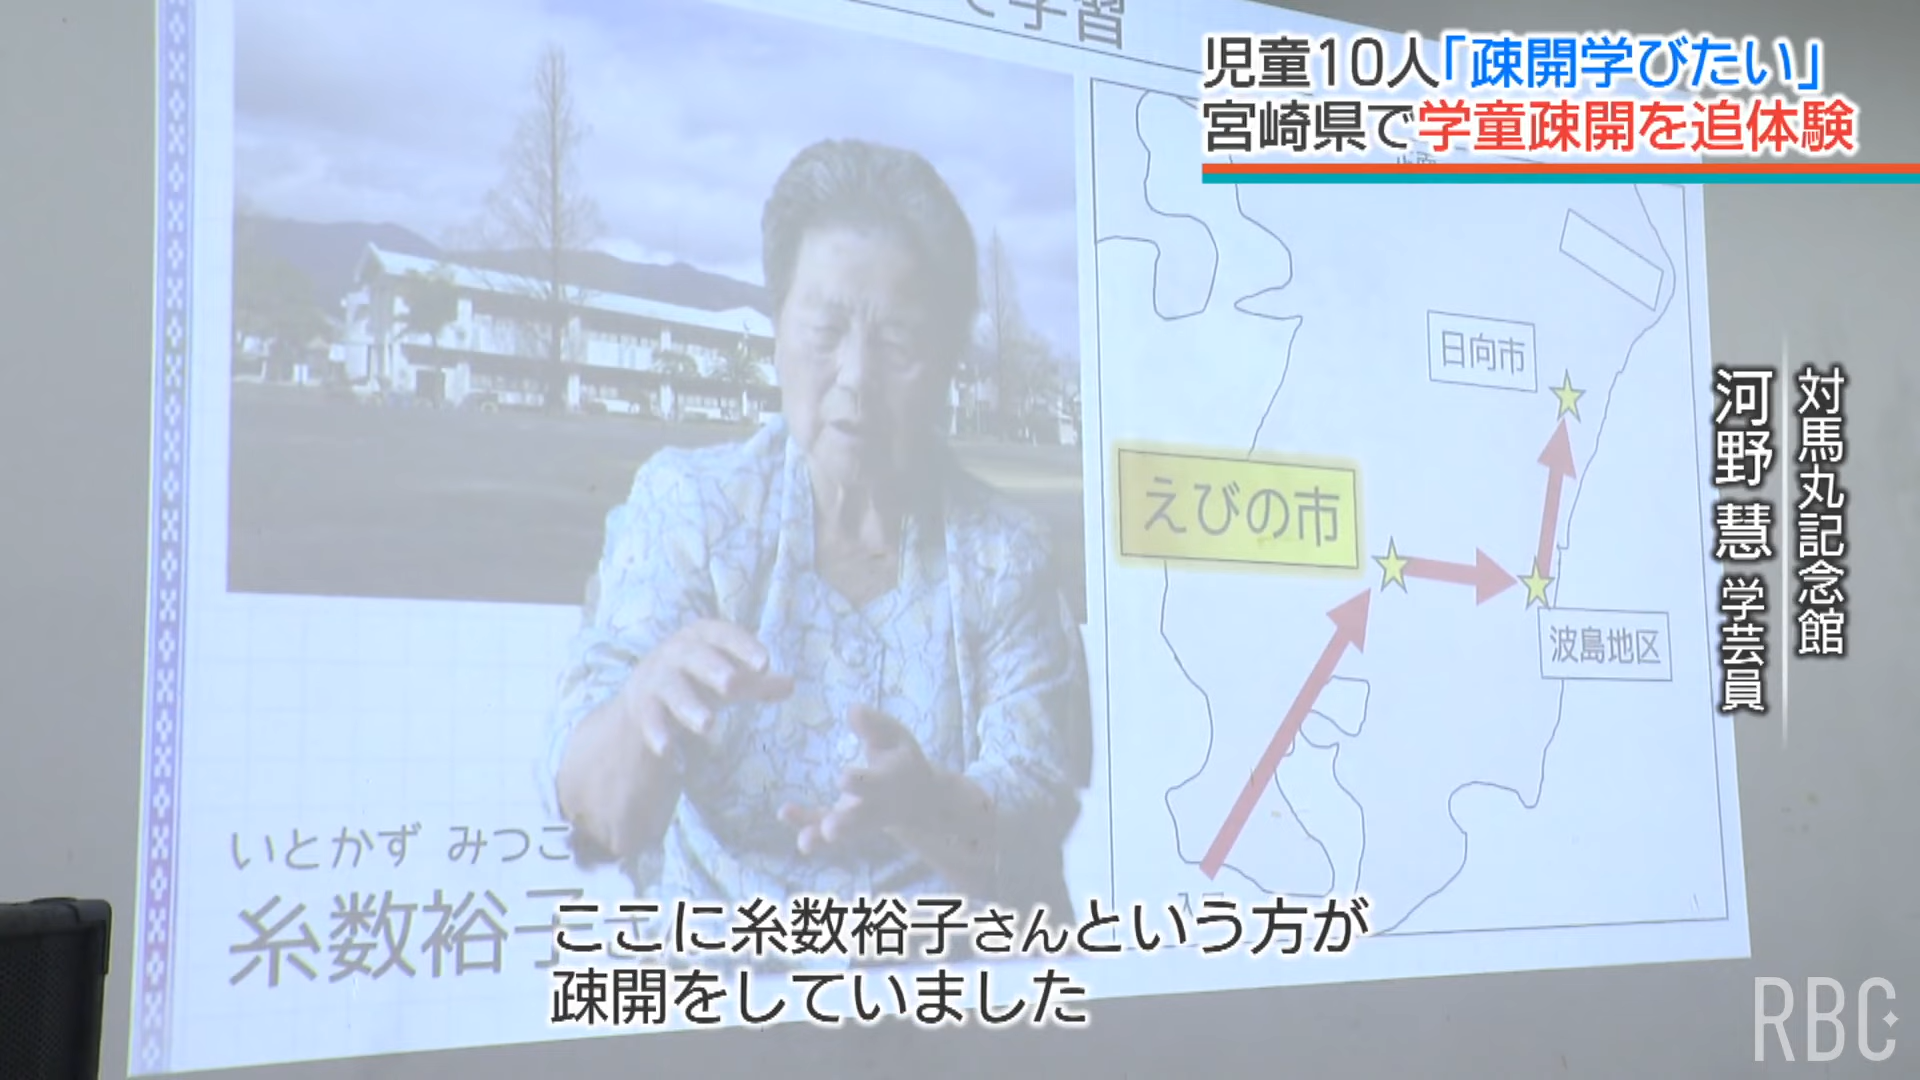 て学習
児童10人「疎開学びたい」
宮崎県で学童疎開を追体験
対馬丸記念館
河野 慧 学芸員
日向市
えびの市
波島地区
いとかず みつこ
糸数裕子
ここに糸数裕子さんという方が
疎開をしていました
RBC